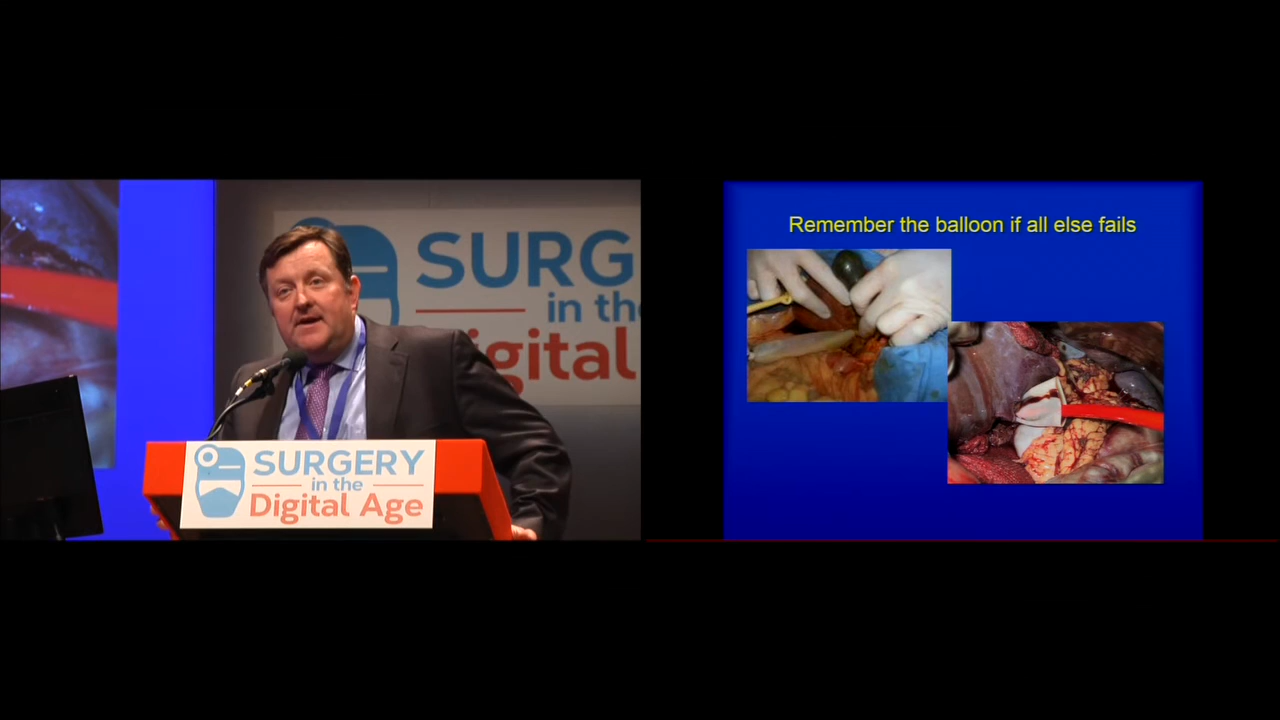 SURG
in the
igital
SURGERY
in the
Digital Age
Remember the balloon if all else fails